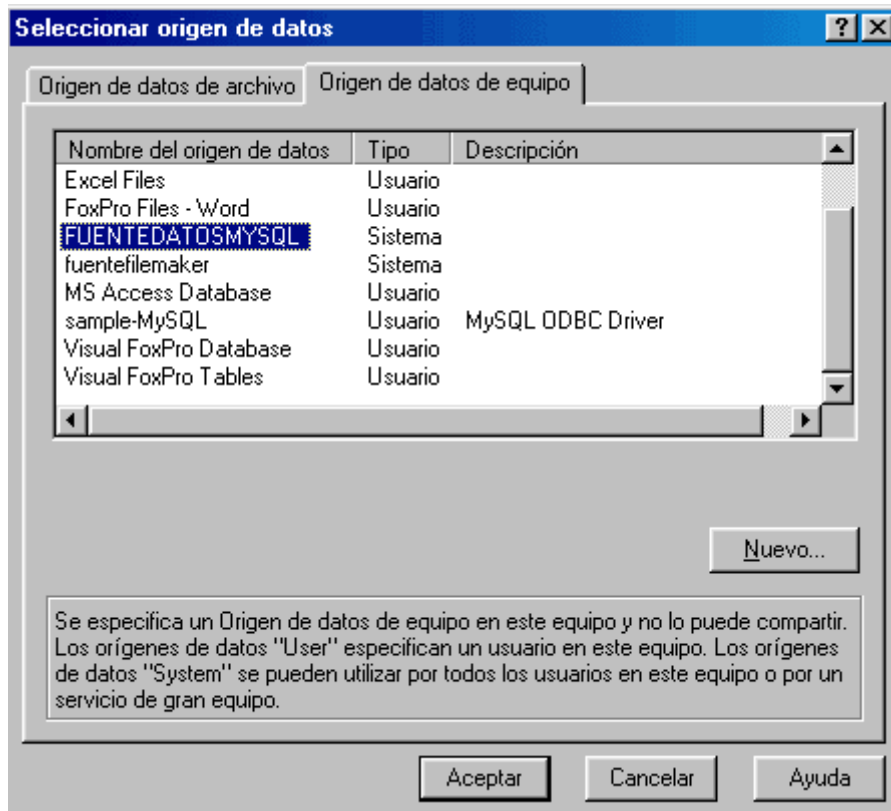 Seleccionar origen de datos
Origen de datos de archivo Origen de datos de equipo
Nombre del origen de datos Tipo Descripción
Excel Files Usuario
FoxPro Files - Word Usuario
FUENTEDATOSMYSQL Sistema
fuentefilemaker Sistema
MS Access Database Usuario
sample-MySQL Usuario MySQL ODBC Driver
Visual FoxPro Database Usuario
Visual FoxPro Tables Usuario
Nuevo...
Se especifica un Origen de datos de equipo en este equipo y no lo puede compartir.
Los orígenes de datos "User" especifican un usuario en este equipo. Los orígenes
de datos "System" se pueden utilizar por todos los usuarios en este equipo o por un
servicio de gran equipo.
Aceptar Cancelar Ayuda